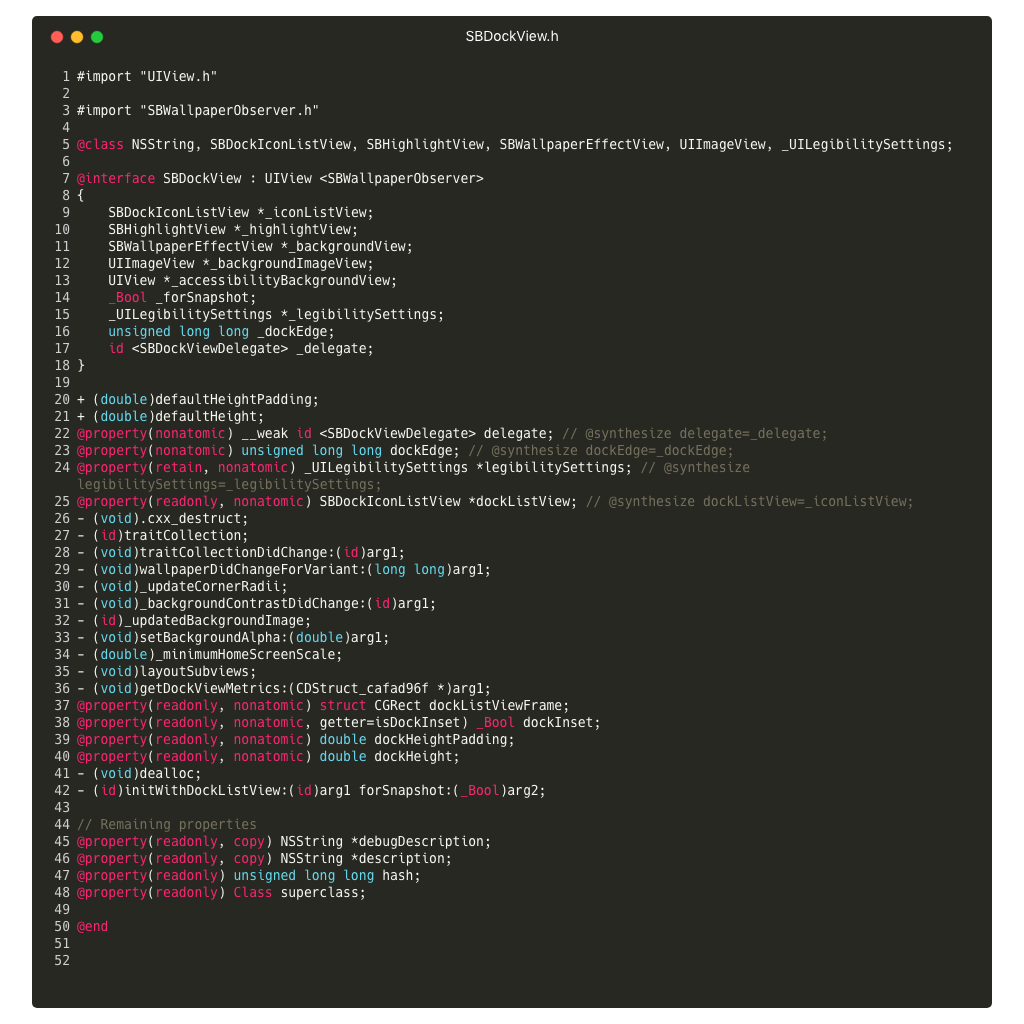 SBDockView.h
1 #import "UIView.h"
2
3 #import "SBWallpaperObserver.h"
4
5 @class NSString, SBDockIconListView, SBHighlightView, SBWallpaperEffectView, UIImageView, _UILegibilitySettings;
6
7 @interface SBDockView : UIView <SBWallpaperObserver>
8 {
9     SBDockIconListView *_iconListView;
10     SBHighlightView *_highlightView;
11     SBWallpaperEffectView *_backgroundView;
12     UIImageView *_backgroundImageView;
13     UIView *_accessibilityBackgroundView;
14     _Bool _forSnapshot;
15     _UILegibilitySettings *_legibilitySettings;
16     unsigned long long _dockEdge;
17     id <SBDockViewDelegate> _delegate;
18 }
19
20 + (double)defaultHeightPadding;
21 + (double)defaultHeight;
22 @property(nonatomic) __weak id <SBDockViewDelegate> delegate; // @synthesize delegate=_delegate;
23 @property(nonatomic) unsigned long long dockEdge; // @synthesize dockEdge=_dockEdge;
24 @property(retain, nonatomic) _UILegibilitySettings *legibilitySettings; // @synthesize
legibilitySettings=_legibilitySettings;
25 @property(readonly, nonatomic) SBDockIconListView *dockListView; // @synthesize dockListView=_iconListView;
26 - (void).cxx_destruct;
27 - (id)traitCollection;
28 - (void)traitCollectionDidChange:(id)arg1;
29 - (void)wallpaperDidChangeForVariant:(long long)arg1;
30 - (void)_updateCornerRadii;
31 - (void)_backgroundContrastDidChange:(id)arg1;
32 - (id)_updatedBackgroundImage;
33 - (void)setBackgroundAlpha:(double)arg1;
34 - (double)_minimumHomeScreenScale;
35 - (void)layoutSubviews;
36 - (void)getDockViewMetrics:(CDStruct_cafad96f *)arg1;
37 @property(readonly, nonatomic) struct CGRect dockListViewFrame;
38 @property(readonly, nonatomic, getter=isDockInset) _Bool dockInset;
39 @property(readonly, nonatomic) double dockHeightPadding;
40 @property(readonly, nonatomic) double dockHeight;
41 - (void)dealloc;
42 - (id)initWithDockListView:(id)arg1 forSnapshot:(_Bool)arg2;
43
44 // Remaining properties
45 @property(readonly, copy) NSString *debugDescription;
46 @property(readonly, copy) NSString *description;
47 @property(readonly) unsigned long long hash;
48 @property(readonly) Class superclass;
49
50 @end
51
52